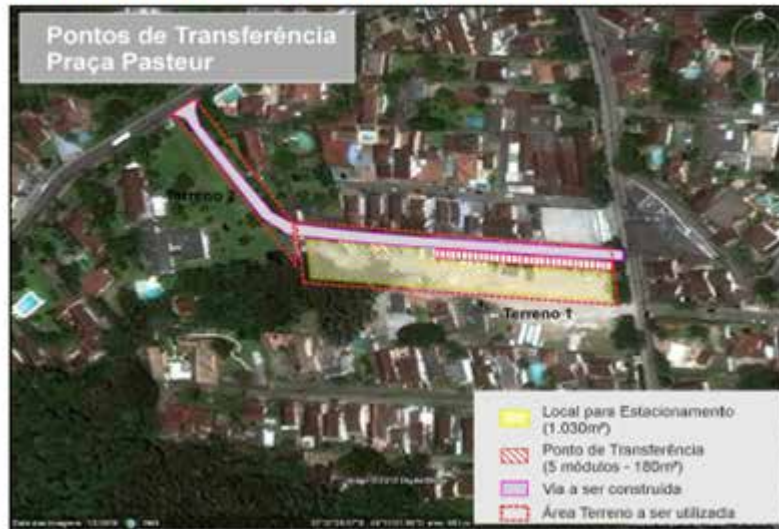 Pontos de Transferência
Praça Pasteur
Terreno
Terreno 1
Local para Estacionamento
(1.030m²)
Ponto de Transferência
(5 módulos - 180m²)
Via a ser construída
Área Terreno a ser utilizada